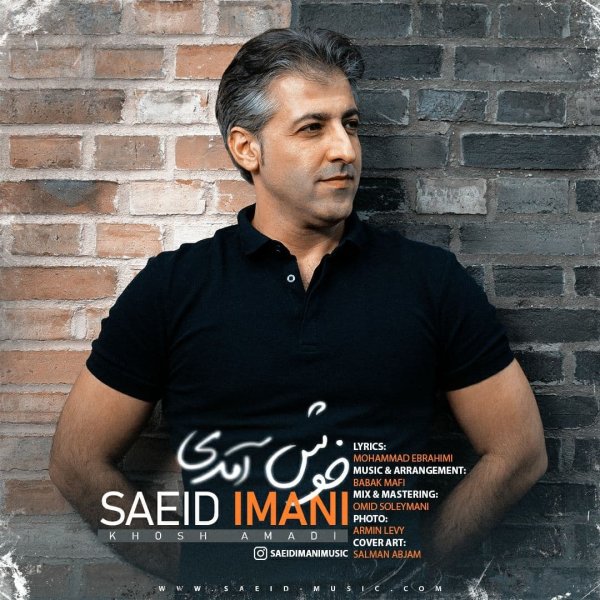 خوش آمدی
SAEID IMANI
KHOSH AMADI
SAEIDIMANIMUSIC
LYRICS:
MOHAMMAD EBRAHIMI
MUSIC & ARRANGEMENT:
BABAK MAFI
MIX & MASTERING:
OMID SOLEYMANI
PHOTO:
ARMIN LEVY
COVER ART:
SALMAN ABJAM
WWW.SAEID-MUSIC.COM